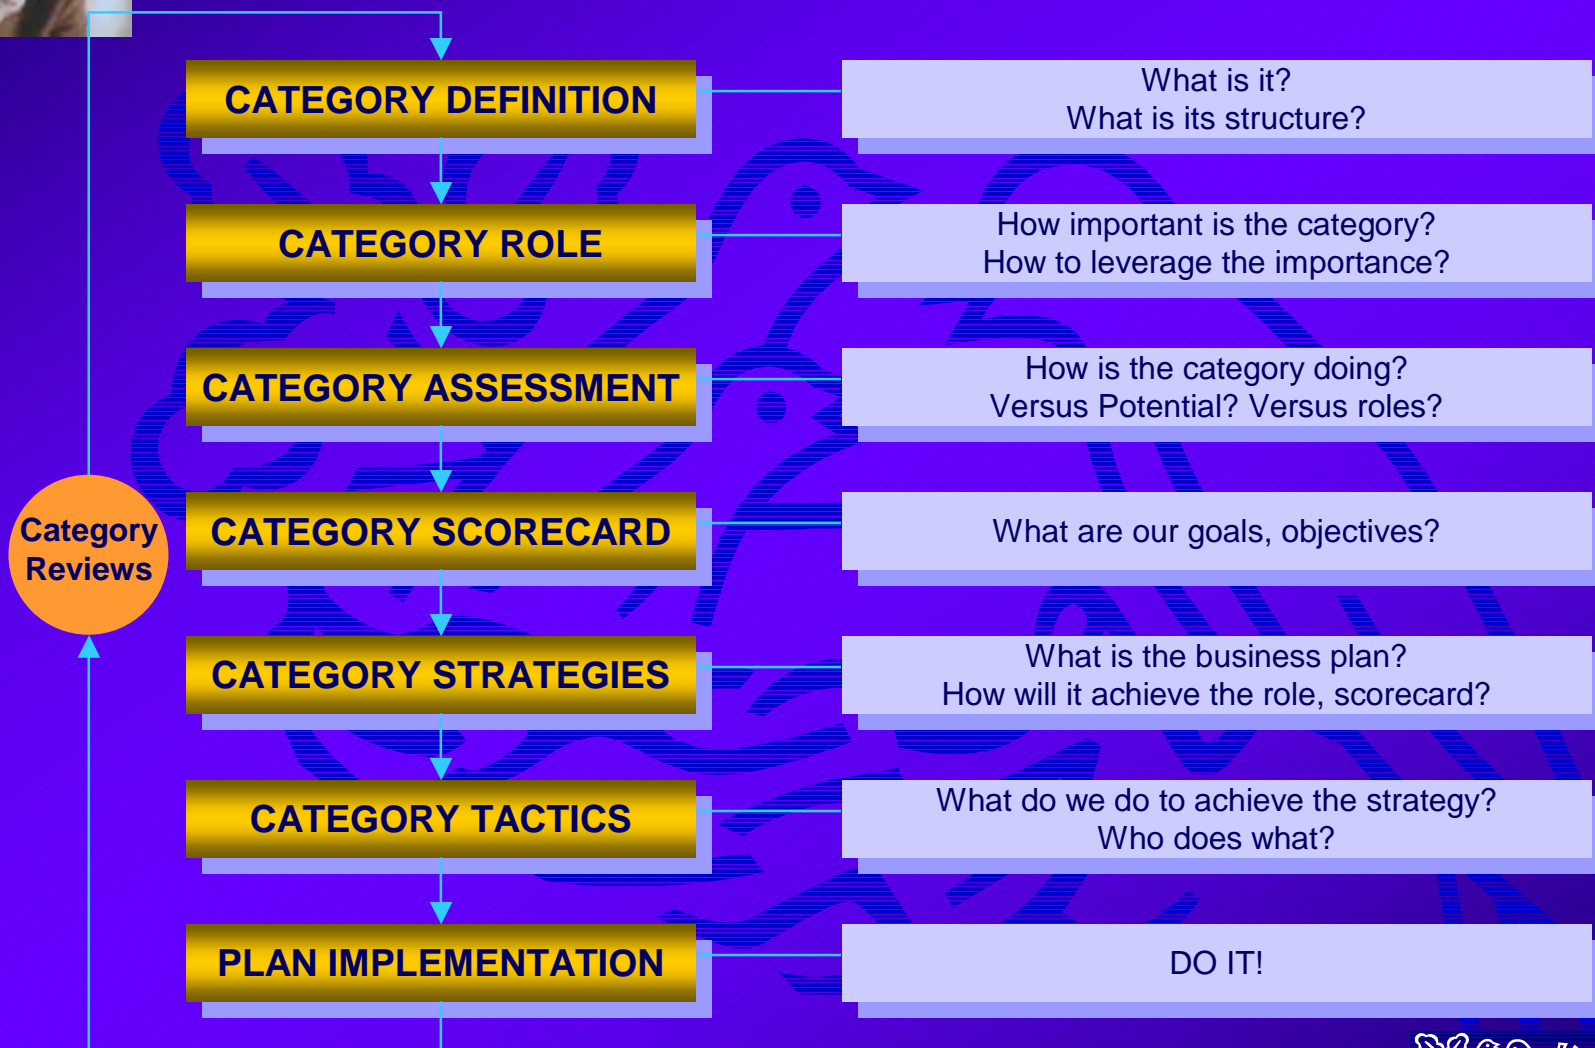 CATEGORY DEFINITION
What is it?
What is its structure?
CATEGORY ROLE
How important is the category?
How to leverage the importance?
CATEGORY ASSESSMENT
How is the category doing?
Versus Potential? Versus roles?
Category
Reviews
CATEGORY SCORECARD
What are our goals, objectives?
CATEGORY STRATEGIES
What is the business plan?
How will it achieve the role, scorecard?
CATEGORY TACTICS
What do we do to achieve the strategy?
Who does what?
PLAN IMPLEMENTATION
DO IT!